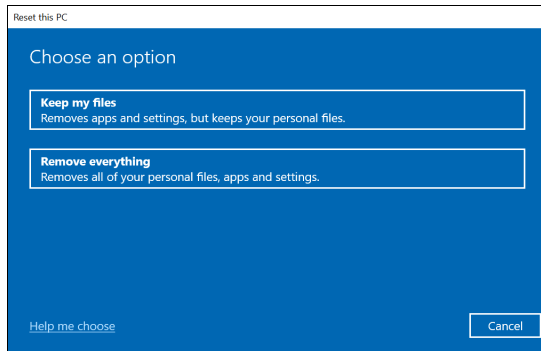 Reset this PC
Choose an option
Keep my files
Removes apps and settings, but keeps your personal files.
Remove everything
Removes all of your personal files, apps and settings.
Help me choose
Cancel